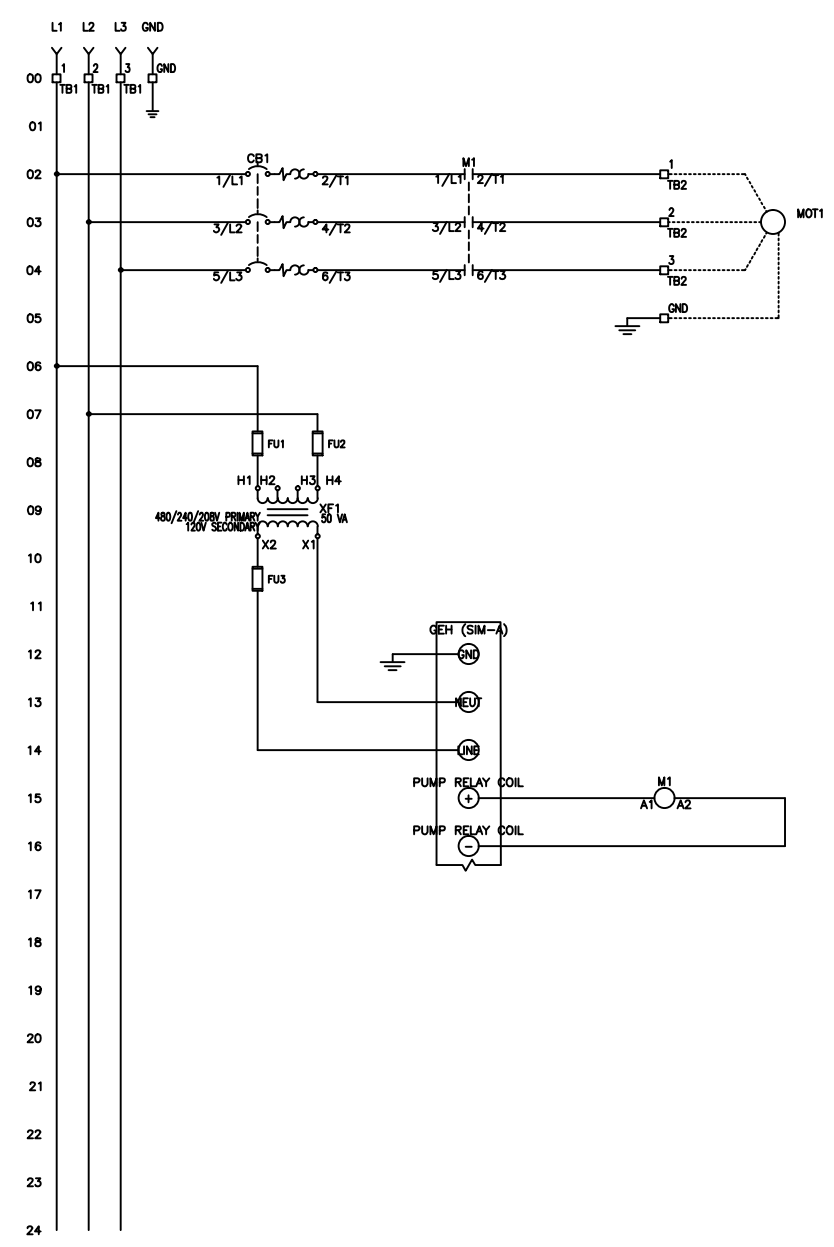 L1 L2 L3 GND
1 2 3 GND
00 TB1 TB1 TB1
01
CB1 M1 1
02 1/L1 2/T1 1/L1 2/T1 TB2
2 MOT1
03 3/L2 4/T2 3/L2 4/T2 TB2
3
04 5/L3 6/T3 5/L3 6/T3 TB2
GND
05
06
07
FU1 FU2
08
H1 H2 H3 H4
09 XF1
480/240/208V PRIMARY 50 VA
120V SECONDARY
X2 X1
10
FU3
11
GEH (SIM-A)
12 GND
13 NEUT
14 LINE
PUMP RELAY COIL M1
15 + A1 A2
PUMP RELAY COIL
16 -
17
18
19
20
21
22
23
24